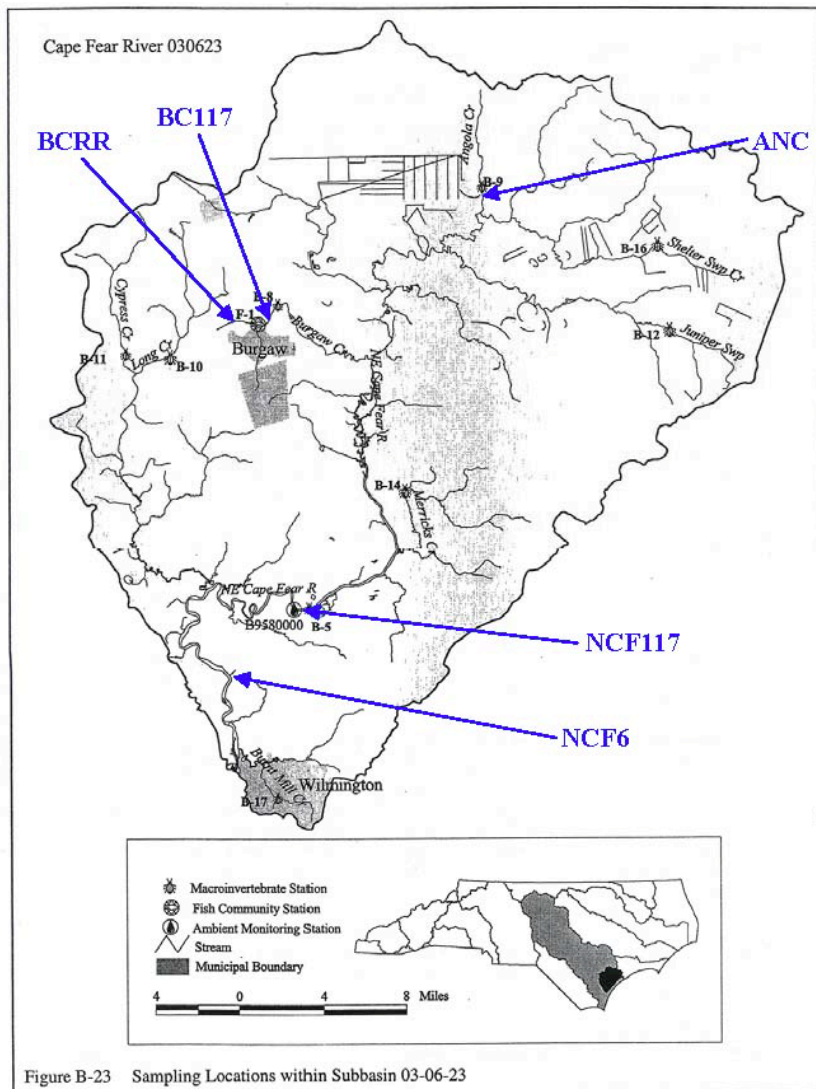 Cape Fear River 030623
BC117
BCRR
ANC
Angola Cr
B-9
B-16
Shelter Swp Cr
Cypress Cr
B-8
F-1
Burgaw Cr
Burgaw
B-12
Juniper Swp
B-11
Long Cr
B-10
NE Cape Fear R.
B-14
Merricks Cr
NE Cape Fear R
B9580000
B-5
NCF117
NCF6
Burnt Mill Cr
Wilmington
B-17
Macroinvertebrate Station
Fish Community Station
Ambient Monitoring Station
Stream
Municipal Boundary
4 0 4 8 Miles
Figure B-23 Sampling Locations within Subbasin 03-06-23